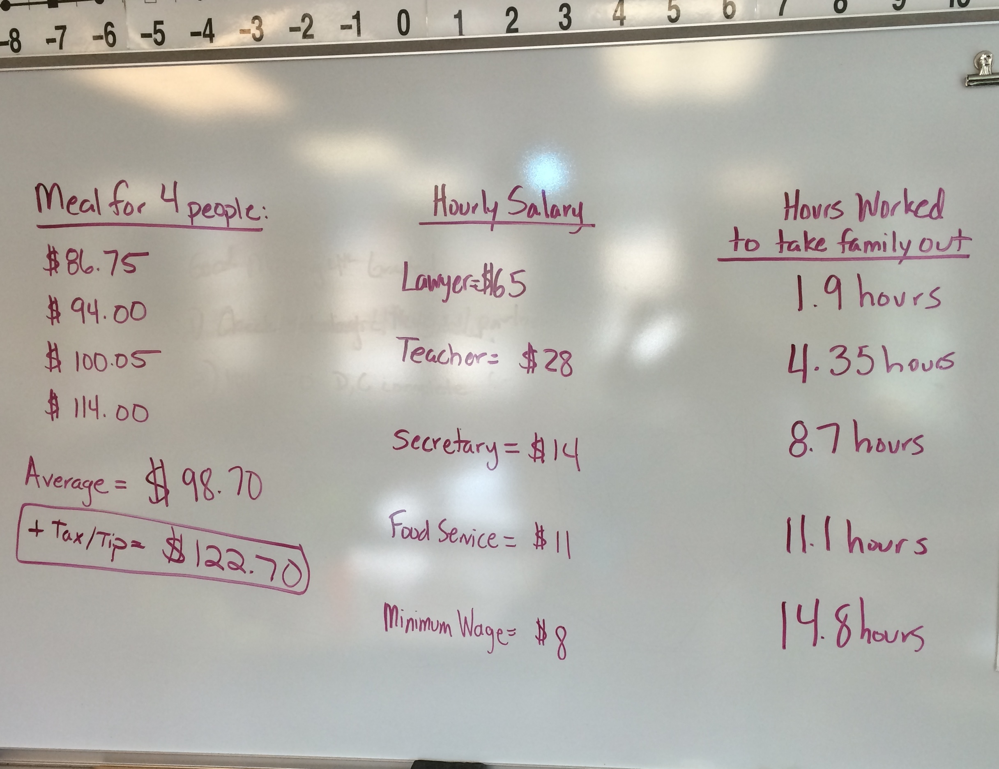 -8 -7 -6 -5 -4 -3 -2 -1 0 1 2 3 4 5 6 7 8 9 10
Meal for 4 people:
$86.75
$ 94.00
$ 100.05
$ 114.00
Average = $ 98.70
+ Tax/Tip = $122.70
Hourly Salary
Lawyer = $65
Teacher = $28
Secretary = $14
Food Service = $11
Minimum Wage = $8
Hours Worked
to take family out
1.9 hours
4.35 hours
8.7 hours
11.1 hours
14.8 hours
D.C. complete